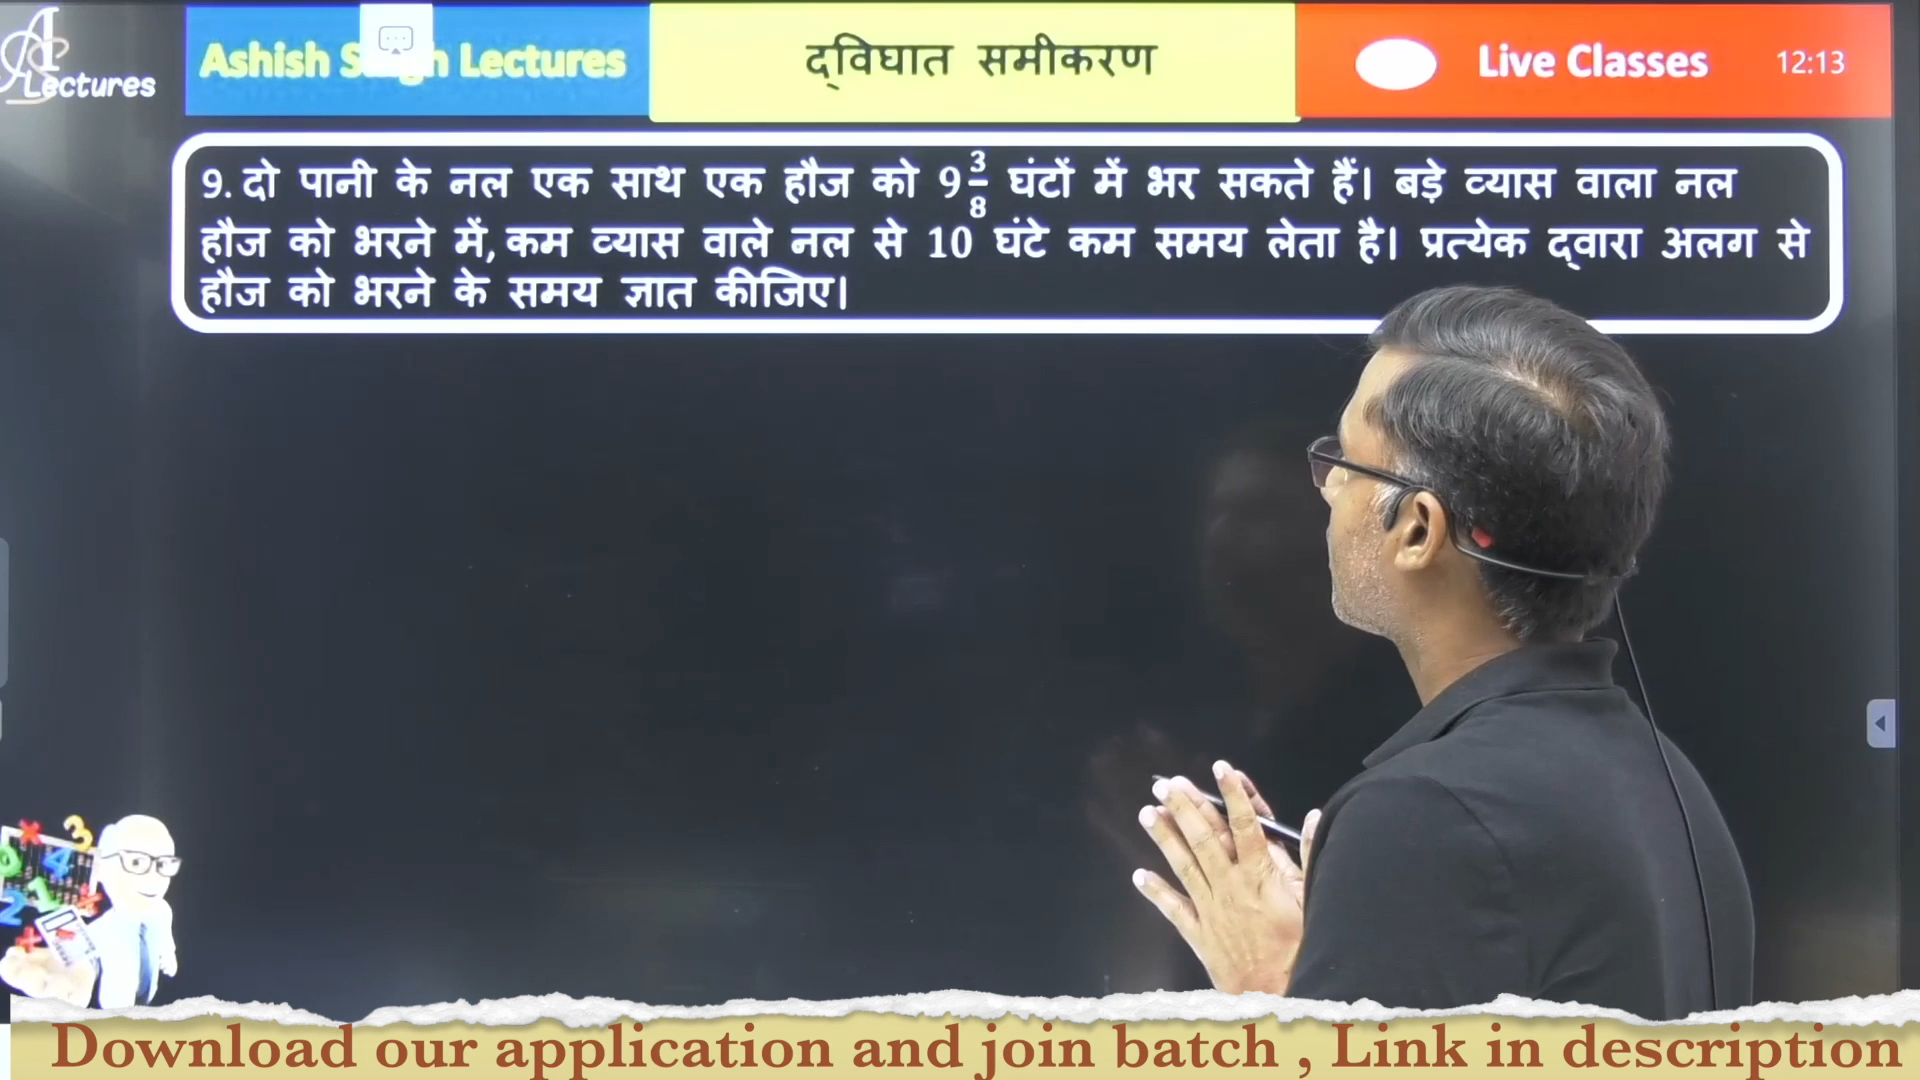 Lectures
Ashish S h Lectures
द्विघात समीकरण
Live Classes
12:13
9. दो पानी के नल एक साथ एक हौज को 9 3/8 घंटों में भर सकते हैं। बड़े व्यास वाला नल
हौज को भरने में, कम व्यास वाले नल से 10 घंटे कम समय लेता है। प्रत्येक द्वारा अलग से
हौज को भरने के समय ज्ञात कीजिए।
Download our application and join batch , Link in description